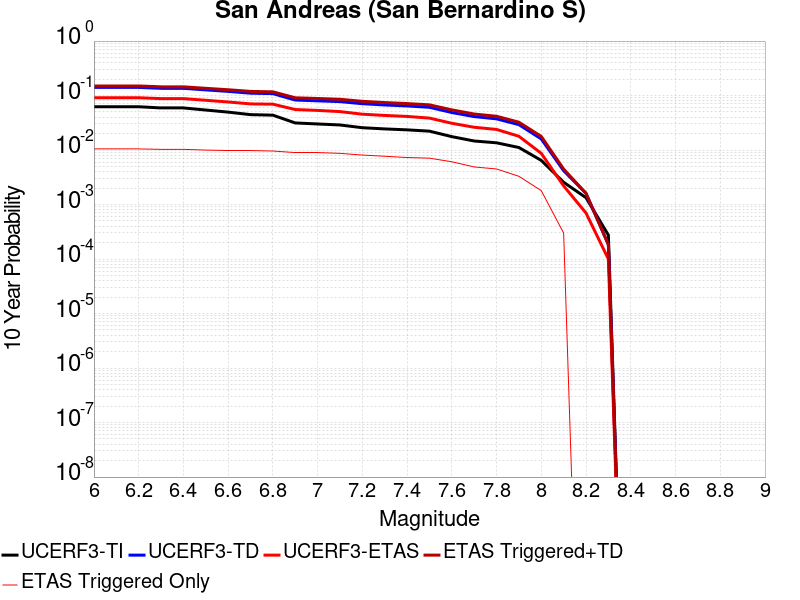 San Andreas (San Bernardino S)
10^0
10^-1
10^-2
10^-3
10^-4
10^-5
10^-6
10^-7
10^-8
10 Year Probability
6 6.2 6.4 6.6 6.8 7 7.2 7.4 7.6 7.8 8 8.2 8.4 8.6 8.8 9
Magnitude
UCERF3-TI UCERF3-TD UCERF3-ETAS ETAS Triggered+TD
ETAS Triggered Only